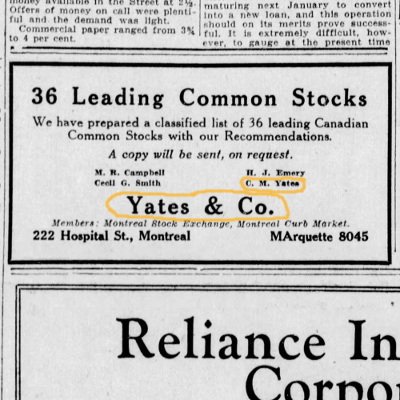 money available in the Street at 2½.
Offers of money on call were plenti-
ful and the demand was light.
Commercial paper ranged from 3¾
to 4 per cent.
maturing next January to convert
into a new loan, and this operation
should on its merits prove success-
ful. It is extremely difficult, how-
ever, to gauge at the present time
36 Leading Common Stocks
We have prepared a classified list of 36 leading Canadian
Common Stocks with our Recommendations.
A copy will be sent, on request.
M. R. Campbell H. J. Emery
Cecil G. Smith C. M. Yates
Yates & Co.
Members: Montreal Stock Exchange, Montreal Curb Market.
222 Hospital St., Montreal MArquette 8045
Reliance In
Corpo